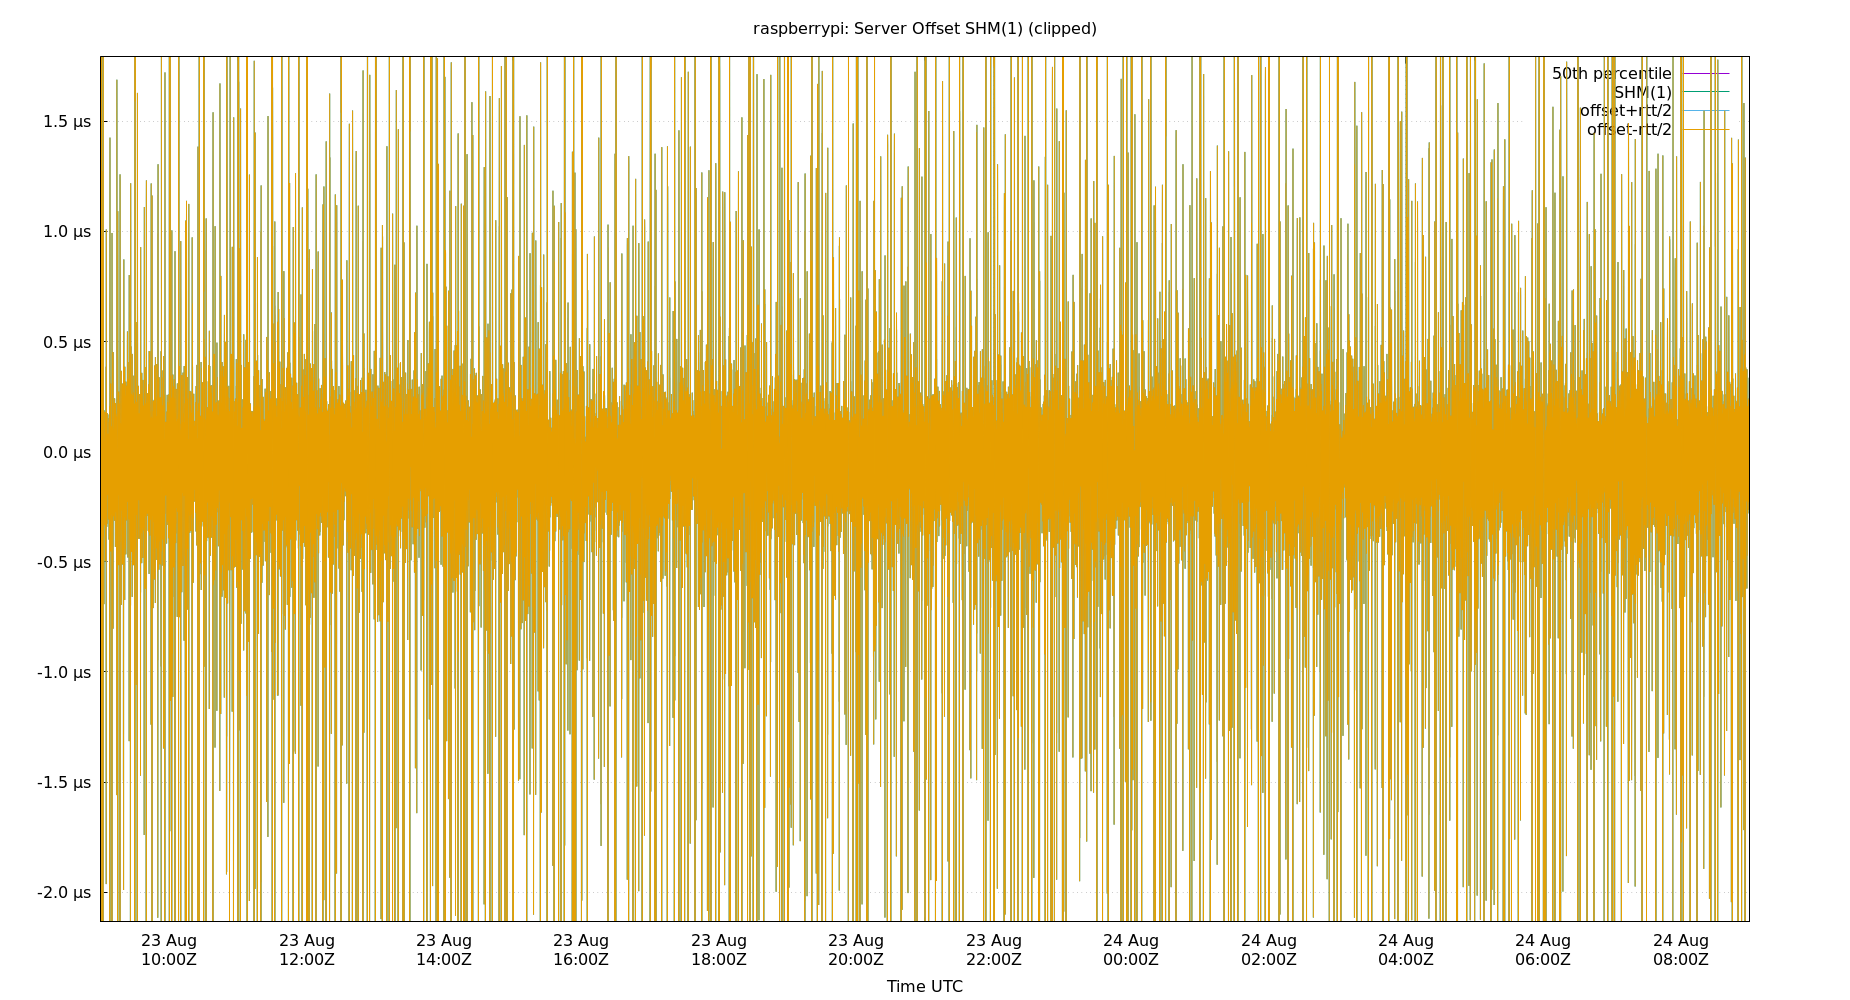 raspberrypi: Server Offset SHM(1) (clipped)
50th percentile
SHM(1)
offset+rtt/2
offset-rtt/2
1.5 µs
1.0 µs
0.5 µs
0.0 µs
-0.5 µs
-1.0 µs
-1.5 µs
-2.0 µs
23 Aug 23 Aug 23 Aug 23 Aug 23 Aug 23 Aug 23 Aug 24 Aug 24 Aug 24 Aug 24 Aug 24 Aug
10:00Z 12:00Z 14:00Z 16:00Z 18:00Z 20:00Z 22:00Z 00:00Z 02:00Z 04:00Z 06:00Z 08:00Z
Time UTC